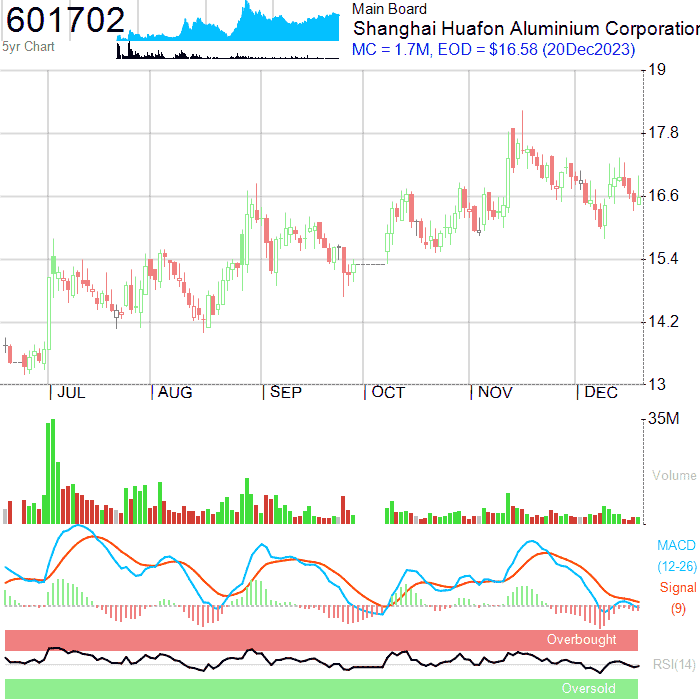 601702
5yr Chart
Main Board
Shanghai Huafon Aluminium Corporation
MC = 1.7M, EOD = $16.58 (20Dec2023)
19
17.8
16.6
15.4
14.2
13
JUL AUG SEP OCT NOV DEC
35M
Volume
MACD
(12-26)
Signal
(9)
Overbought
RSI(14)
Oversold